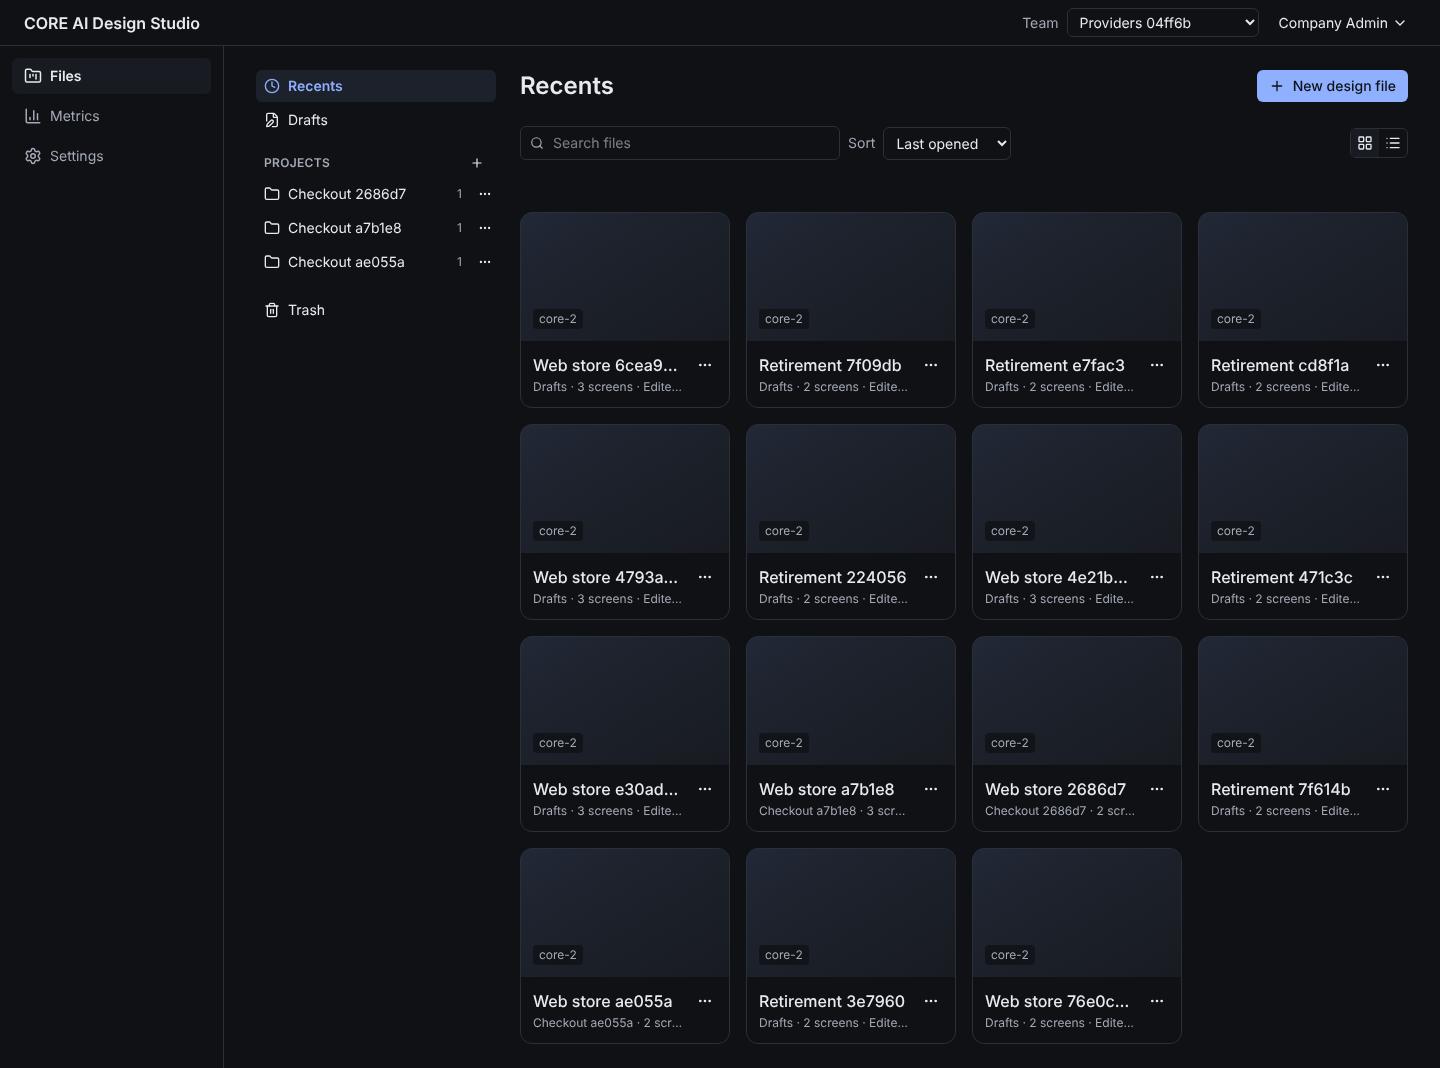 CORE AI Design Studio
Team
Providers 04ff6b
Company Admin
Files
Metrics
Settings
Recents
Drafts
PROJECTS
Checkout 2686d7 1
Checkout a7b1e8 1
Checkout ae055a 1
Trash
Recents
New design file
Search files
Sort
Last opened
core-2
Web store 6cea9...
Drafts · 3 screens · Edite...
core-2
Retirement 7f09db
Drafts · 2 screens · Edite...
core-2
Retirement e7fac3
Drafts · 2 screens · Edite...
core-2
Retirement cd8f1a
Drafts · 2 screens · Edite...
core-2
Web store 4793a...
Drafts · 3 screens · Edite...
core-2
Retirement 224056
Drafts · 2 screens · Edite...
core-2
Web store 4e21b...
Drafts · 3 screens · Edite...
core-2
Retirement 471c3c
Drafts · 2 screens · Edite...
core-2
Web store e30ad...
Drafts · 3 screens · Edite...
core-2
Web store a7b1e8
Checkout a7b1e8 · 3 scr...
core-2
Web store 2686d7
Checkout 2686d7 · 2 scr...
core-2
Retirement 7f614b
Drafts · 2 screens · Edite...
core-2
Web store ae055a
Checkout ae055a · 2 scr...
core-2
Retirement 3e7960
Drafts · 2 screens · Edite...
core-2
Web store 76e0c...
Drafts · 2 screens · Edite...